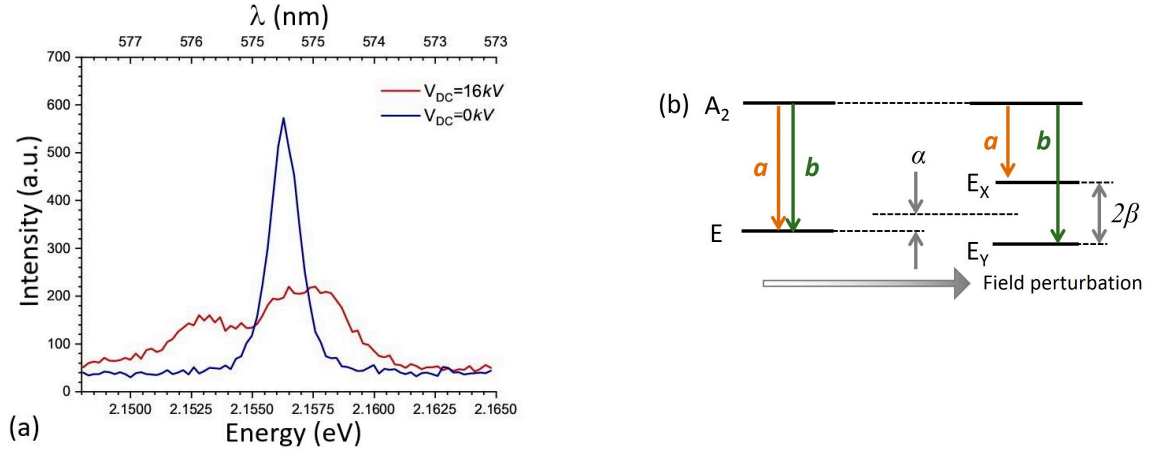 λ (nm)
577 576 575 575 574 573 573
700
600
500
400
300
200
100
0
Intensity (a.u.)
V_DC=16kV
V_DC=0kV
2.1500 2.1525 2.1550 2.1575 2.1600 2.1625 2.1650
Energy (eV)
(a)
(b)
A₂
a b
E
α
a b
E_X
2β
E_Y
Field perturbation